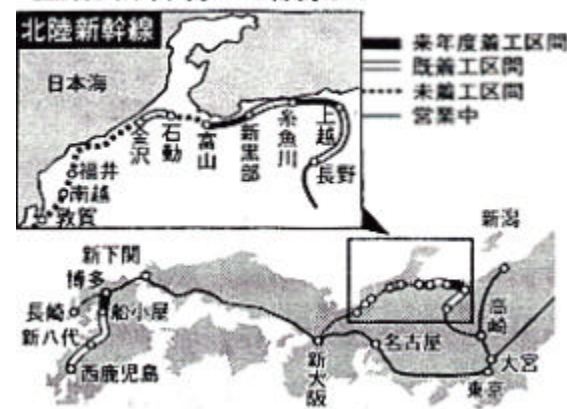 北陸新幹線
来年度着工区間
既着工区間
未着工区間
営業中
日本海
金沢
石動
富山
新黒部
糸魚川
上越
長野
福井
南越
敦賀
新潟
新下関
博多
長崎
船小屋
新八代
西鹿児島
新大阪
名古屋
高崎
大宮
東京